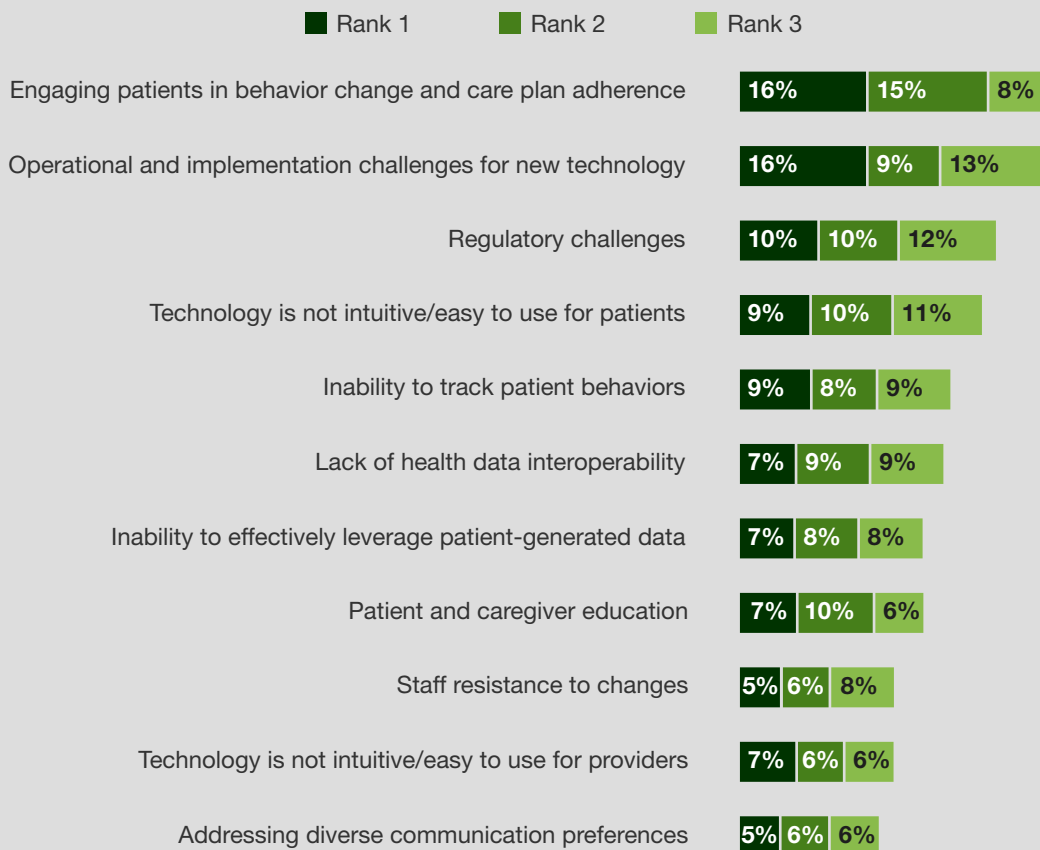 Rank 1 Rank 2 Rank 3
Engaging patients in behavior change and care plan adherence 16% 15% 8%
Operational and implementation challenges for new technology 16% 9% 13%
Regulatory challenges 10% 10% 12%
Technology is not intuitive/easy to use for patients 9% 10% 11%
Inability to track patient behaviors 9% 8% 9%
Lack of health data interoperability 7% 9% 9%
Inability to effectively leverage patient-generated data 7% 8% 8%
Patient and caregiver education 7% 10% 6%
Staff resistance to changes 5% 6% 8%
Technology is not intuitive/easy to use for providers 7% 6% 6%
Addressing diverse communication preferences 5% 6% 6%